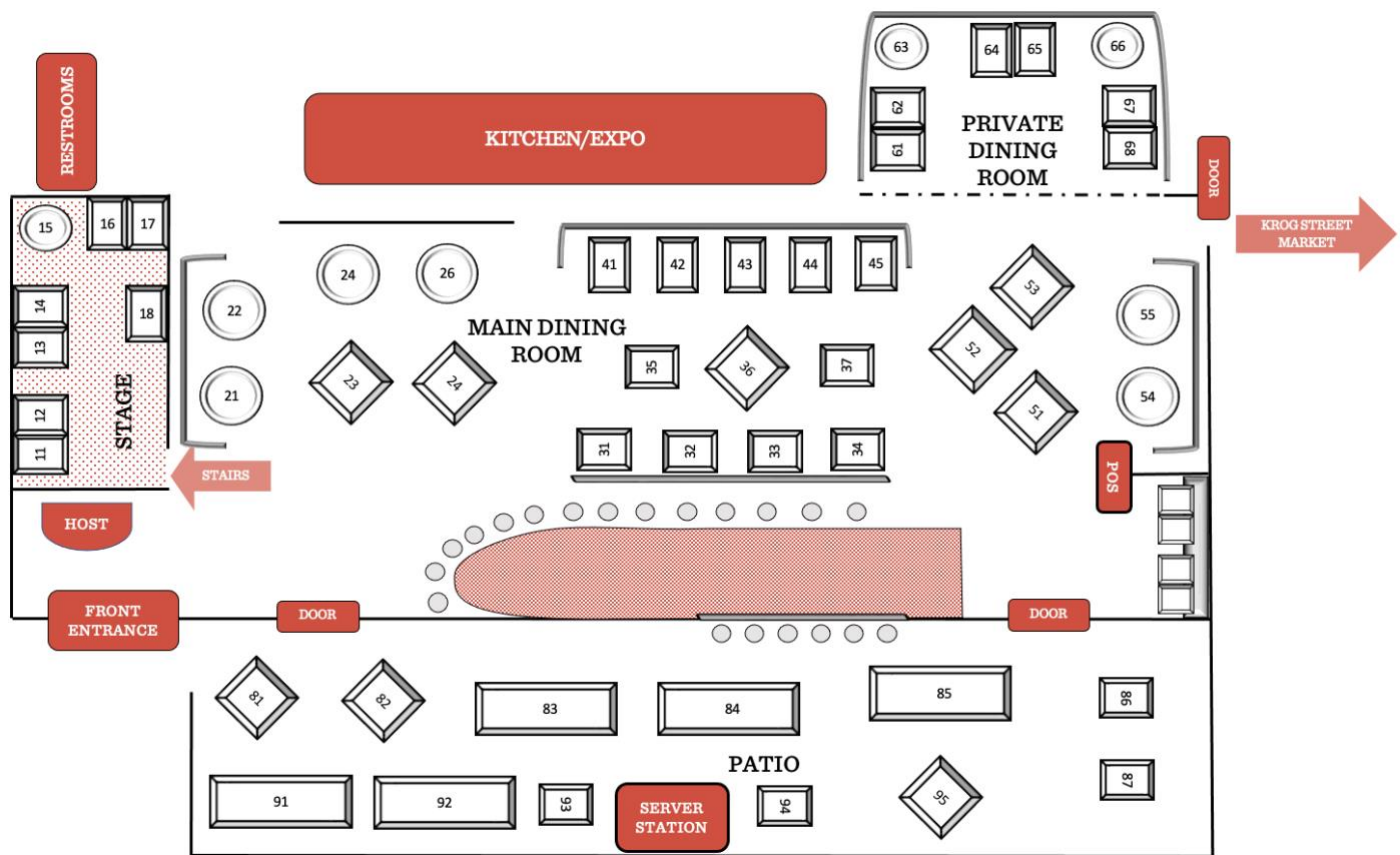 RESTROOMS
KITCHEN/EXPO
63
64
65
66
62
61
PRIVATE
DINING
ROOM
67
68
DOOR
KROG STREET
MARKET
15
16
17
14
13
18
12
11
STAGE
STAIRS
HOST
22
21
24
26
23
24
MAIN DINING
ROOM
41
42
43
44
45
35
36
37
31
32
33
34
53
52
51
55
54
POS
FRONT
ENTRANCE
DOOR
DOOR
81
82
83
84
85
86
PATIO
87
91
92
93
SERVER
STATION
94
95